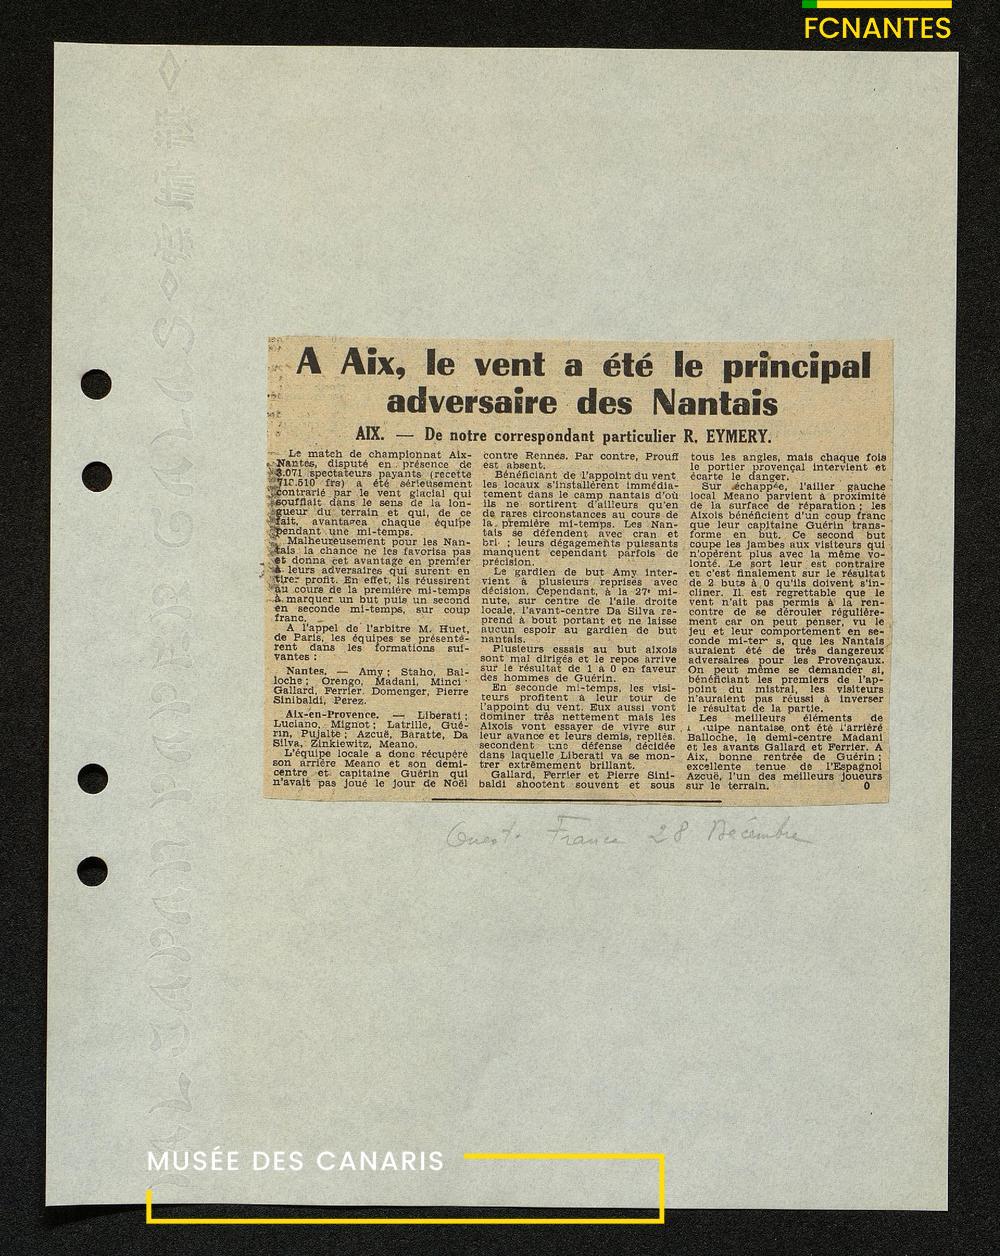 FCNANTES
A Aix, le vent a été le principal
adversaire des Nantais
AIX. — De notre correspondant particulier R. EYMERY.
Le match de championnat Aix-
Nantes, disputé en présence de
3.071 spectateurs payants (recette
710.510 frs) a été sérieusement
contrarié par le vent glacial qui
soufflait dans le sens de la lon-
gueur du terrain et qui, de ce
fait, avantagea chaque équipe
pendant une mi-temps.
Malheureusement pour les Nan-
tais la chance ne les favorisa pas
et donna cet avantage en premier
à leurs adversaires qui surent en
tirer profit. En effet, ils réussirent
au cours de la première mi-temps
à marquer un but puis un second
en seconde mi-temps, sur coup
franc.
A l'appel de l'arbitre M. Huet,
de Paris, les équipes se présentè-
rent dans les formations sui-
vantes :
Nantes. — Amy ; Staho, Bal-
loche ; Orengo, Madani, Minci
Gallard, Ferrier, Domenger, Pierre
Sinibaldi, Perez.
Aix-en-Provence. — Liberati ;
Luciano, Mignot ; Latrille, Gué-
rin, Pujalte ; Azcuë, Baratte, Da
Silva, Zinkiewitz, Meano.
L'équipe locale a donc récupéré
son arrière Meano et son demi-
centre et capitaine Guérin qui
n'avait pas joué le jour de Noël
contre Rennes. Par contre, Prouff
est absent.
Bénéficiant de l'appoint du vent
les locaux s'installèrent immédia-
tement dans le camp nantais d'où
ils ne sortirent d'ailleurs qu'en
de rares circonstances au cours de
la première mi-temps. Les Nan-
tais se défendent avec cran et
bri ; leurs dégagements puissants
manquent cependant parfois de
précision.
Le gardien de but Amy inter-
vient à plusieurs reprises avec
décision. Cependant, à la 27e mi-
nute, sur centre de l'aile droite
locale, l'avant-centre Da Silva re-
prend à bout portant et ne laisse
aucun espoir au gardien de but
nantais.
Plusieurs essais au but aixois
sont mal dirigés et le repos arrive
sur le résultat de 1 a 0 en faveur
des hommes de Guérin.
En seconde mi-temps, les visi-
teurs profitent à leur tour de
l'appoint du vent. Eux aussi vont
dominer très nettement mais les
Aixois vont essayer de vivre sur
leur avance et leurs demis, repliés,
secondent une défense décidée
dans laquelle Liberati va se mon-
trer extrêmement brillant.
Gallard, Ferrier et Pierre Sini-
baldi shootent souvent et sous
tous les angles, mais chaque fois
le portier provençal intervient et
écarte le danger.
Sur échappée, l'ailier gauche
local Meano parvient à proximité
de la surface de réparation ; les
Aixois bénéficient d'un coup franc
que leur capitaine Guérin trans-
forme en but. Ce second but
coupe les jambes aux visiteurs qui
n'opèrent plus avec la même vo-
lonté. Le sort leur est contraire
et c'est finalement sur le résultat
de 2 buts à 0 qu'ils doivent s'in-
cliner. Il est regrettable que le
vent n'ait pas permis à la ren-
contre de se dérouler régulière-
ment car on peut penser, vu le
jeu et leur comportement en se-
conde mi-ter s, que les Nantais
auraient été de très dangereux
adversaires pour les Provençaux.
On peut même se demander si,
bénéficiant les premiers de l'ap-
point du mistral, les visiteurs
n'auraient pas réussi à inverser
le résultat de la partie.
Les meilleurs éléments de
l uipe nantaise ont été l'arrière
Balloche, le demi-centre Madani
et les avants Gallard et Ferrier. A
Aix, bonne rentrée de Guérin ;
excellente tenue de l'Espagnol
Azcuë, l'un des meilleurs joueurs
sur le terrain. 0
Ouest. France 28 Décembre
MUSÉE DES CANARIS